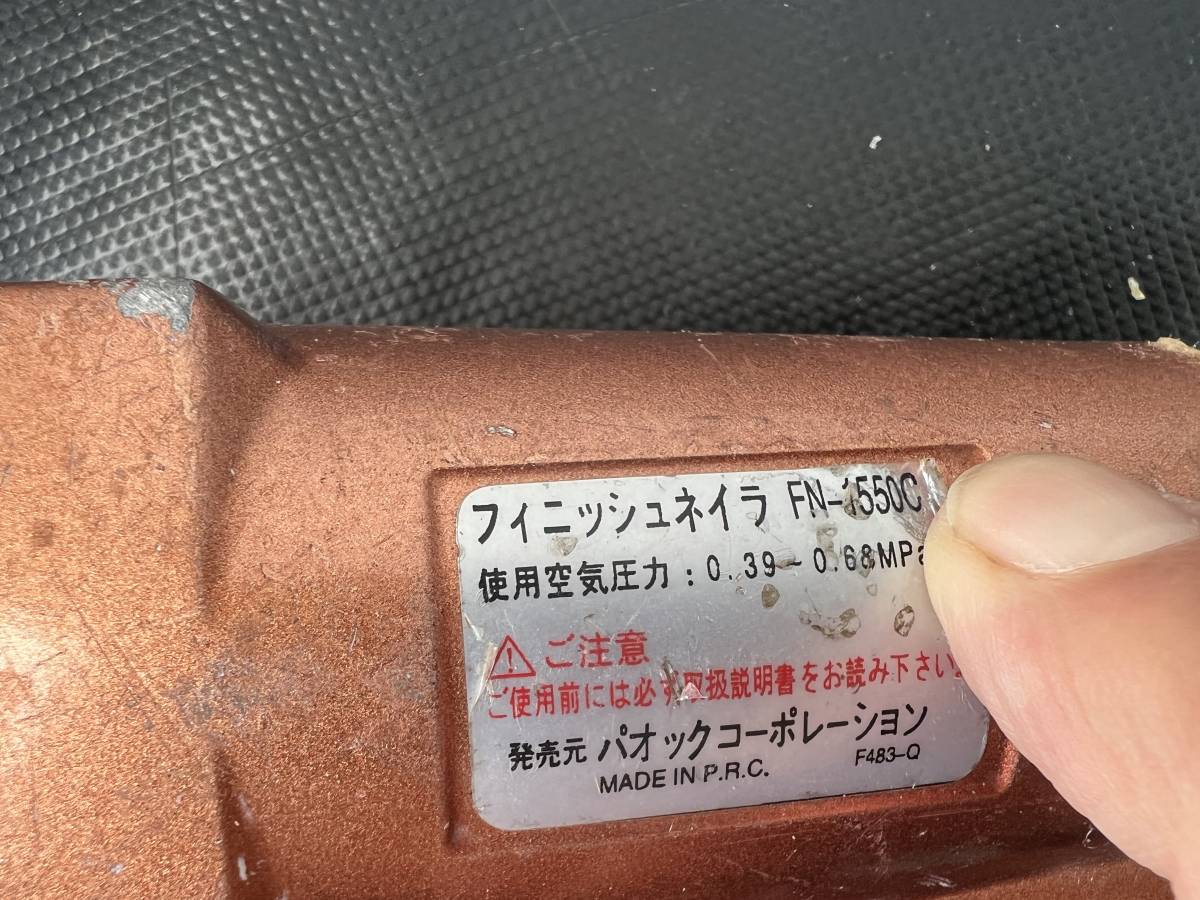 フィニッシュネイラ FN-1550C
使用空気圧力：0.39～0.68MPa
ご注意
ご使用前には必ず取扱説明書をお読み下さい。
発売元 パオックコーポレーション
MADE IN P.R.C. F483-Q